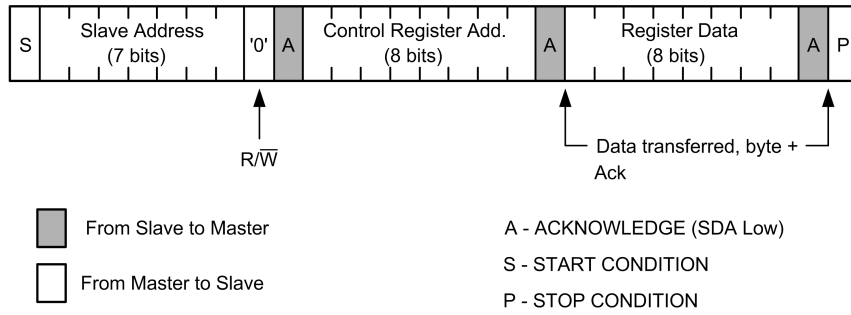 S Slave Address (7 bits) '0' A Control Register Add. (8 bits) A Register Data (8 bits) A P
R/W̅
Data transferred, byte +
Ack
From Slave to Master
A - ACKNOWLEDGE (SDA Low)
S - START CONDITION
From Master to Slave
P - STOP CONDITION